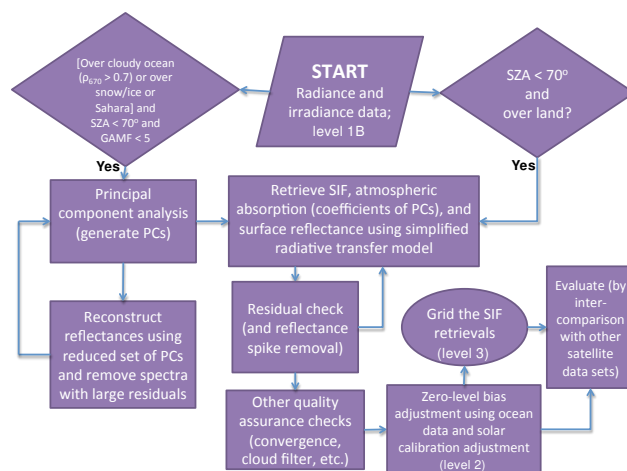 [Over cloudy ocean
(ρ670 > 0.7) or over
snow/ice or
Sahara] and
SZA < 70° and
GAMF < 5
START
Radiance and
irradiance data;
level 1B
SZA < 70°
and
over land?
Yes
Yes
Principal
component analysis
(generate PCs)
Retrieve SIF, atmospheric
absorption (coefficients of PCs), and
surface reflectance using simplified
radiative transfer model
Reconstruct
reflectances using
reduced set of PCs
and remove spectra
with large residuals
Residual check
(and reflectance
spike removal)
Grid the SIF
retrievals
(level 3)
Evaluate (by
inter-
comparison
with other
satellite
data sets)
Other quality
assurance checks
(convergence,
cloud filter, etc.)
Zero-level bias
adjustment using ocean
data and solar
calibration adjustment
(level 2)